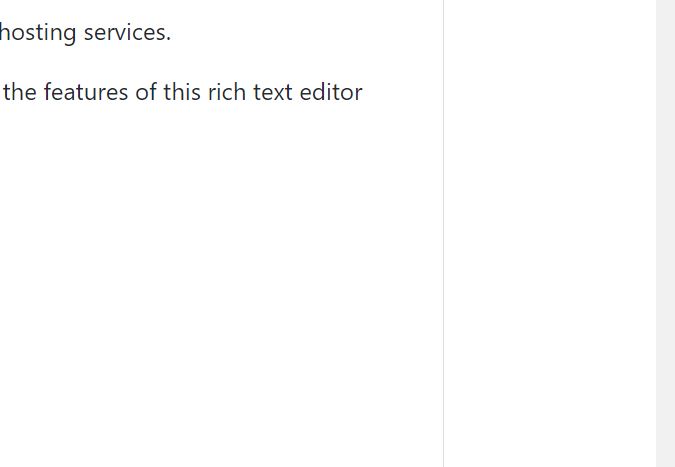 hosting services.
the features of this rich text editor